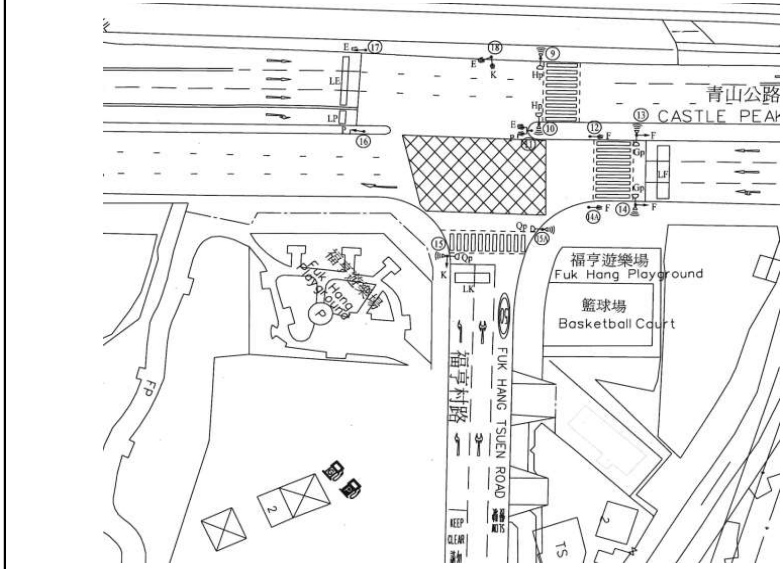 E
17
18
E
K
9
Hp
LE
LP
P
16
Hp
E
P
10
11
青山公路
CASTLE PEAK
12
F
13
F
Gp
LF
Gp
14A
F
14
F
15
Qp
K
Qp
15A
LK
福亨遊樂場
Fuk Hang
Playground
P
福亨遊樂場
Fuk Hang Playground
籃球場
Basketball Court
50
福亨村路
FUK HANG TSUEN ROAD
FP
2
KEEP
CLEAR
2
TS